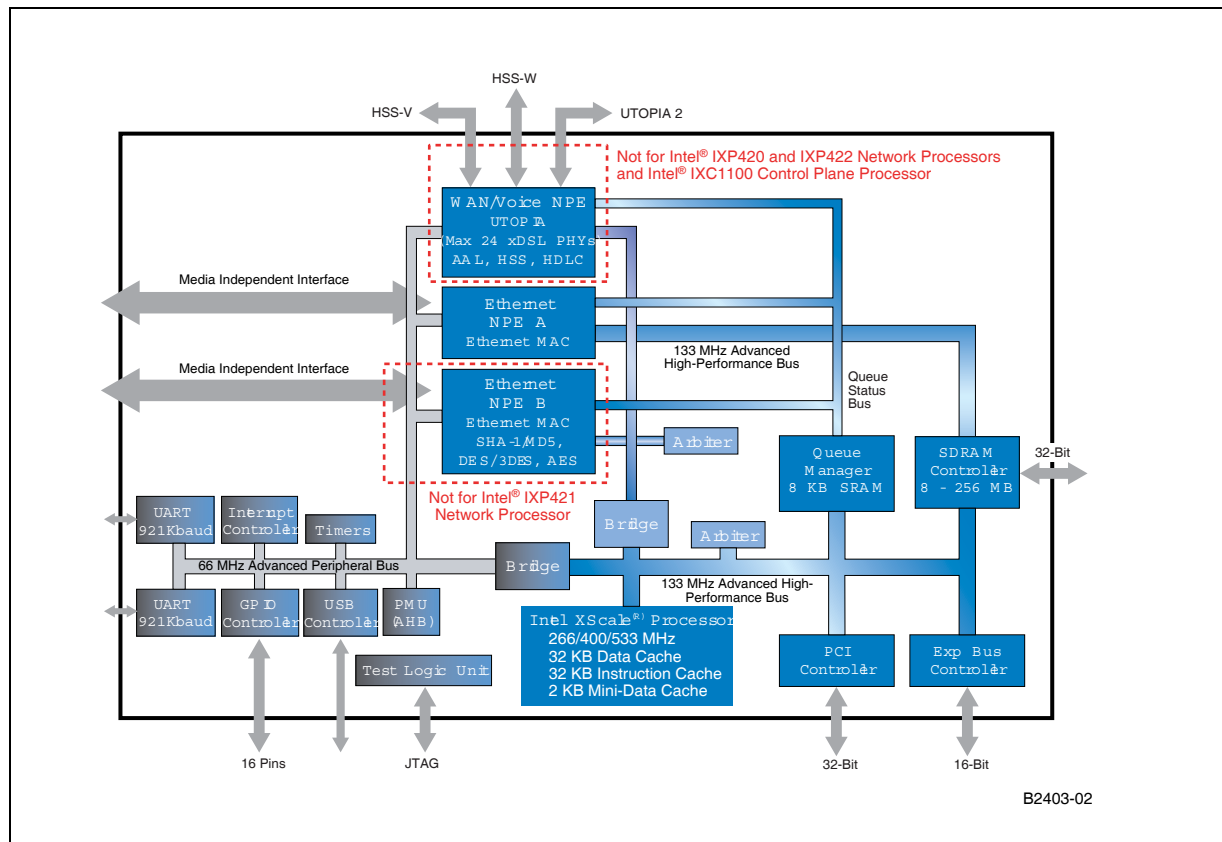 HSS-W
HSS-V
UTOPIA 2
Not for Intel® IXP420 and IXP422 Network Processors
and Intel® IXC1100 Control Plane Processor
WAN/Voice NPE
UTOPIA
(Max 24 xDSL PHYs)
AAL, HSS, HDLC
Media Independent Interface
Ethernet
NPE A
Ethernet MAC
133 MHz Advanced
High-Performance Bus
Queue
Status
Bus
Media Independent Interface
Ethernet
NPE B
Ethernet MAC
SHA-1/MD5,
DES/3DES, AES
Arbiter
Queue
Manager
8 KB SRAM
SDRAM
Controller
8 - 256 MB
32-Bit
Not for Intel® IXP421
Network Processor
UART
921Kbaud
Interrupt
Controller
Timers
Bridge
Arbiter
66 MHz Advanced Peripheral Bus
Bridge
133 MHz Advanced High-
Performance Bus
UART
921Kbaud
GPIO
Controller
USB
Controller
PMU
(AHB)
Intel XScale(R) Processor
266/400/533 MHz
32 KB Data Cache
32 KB Instruction Cache
2 KB Mini-Data Cache
PCI
Controller
Exp Bus
Controller
Test Logic Unit
16 Pins
JTAG
32-Bit
16-Bit
B2403-02